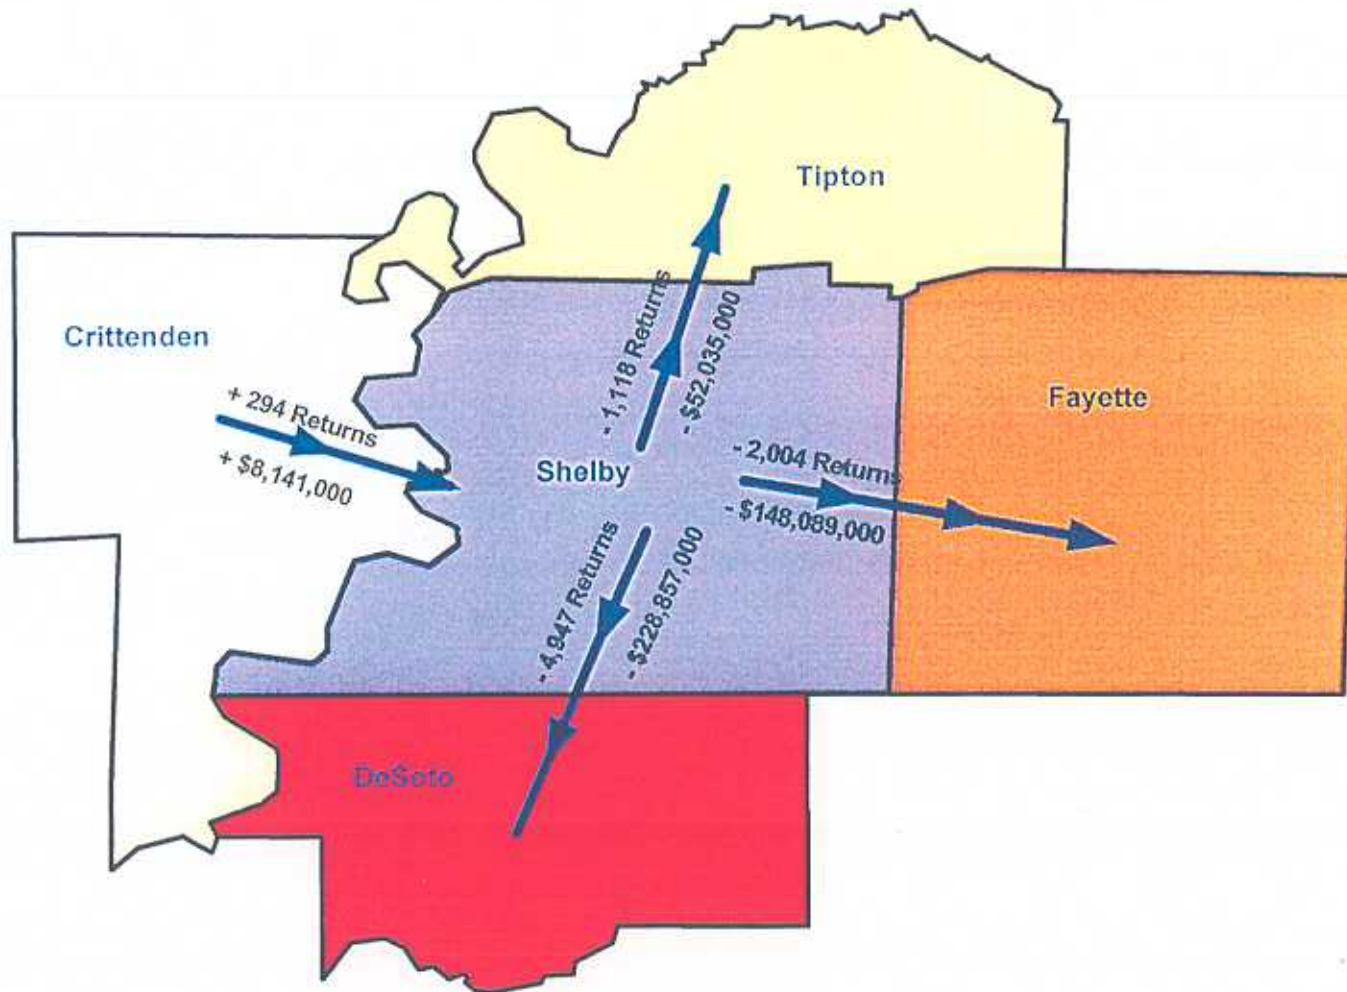 Tipton
Crittenden
- 1,118 Returns
- $52,035,000
Fayette
+ 294 Returns
+ $8,141,000
Shelby
- 2,004 Returns
- $148,089,000
- 4,947 Returns
- $228,857,000
DeSoto